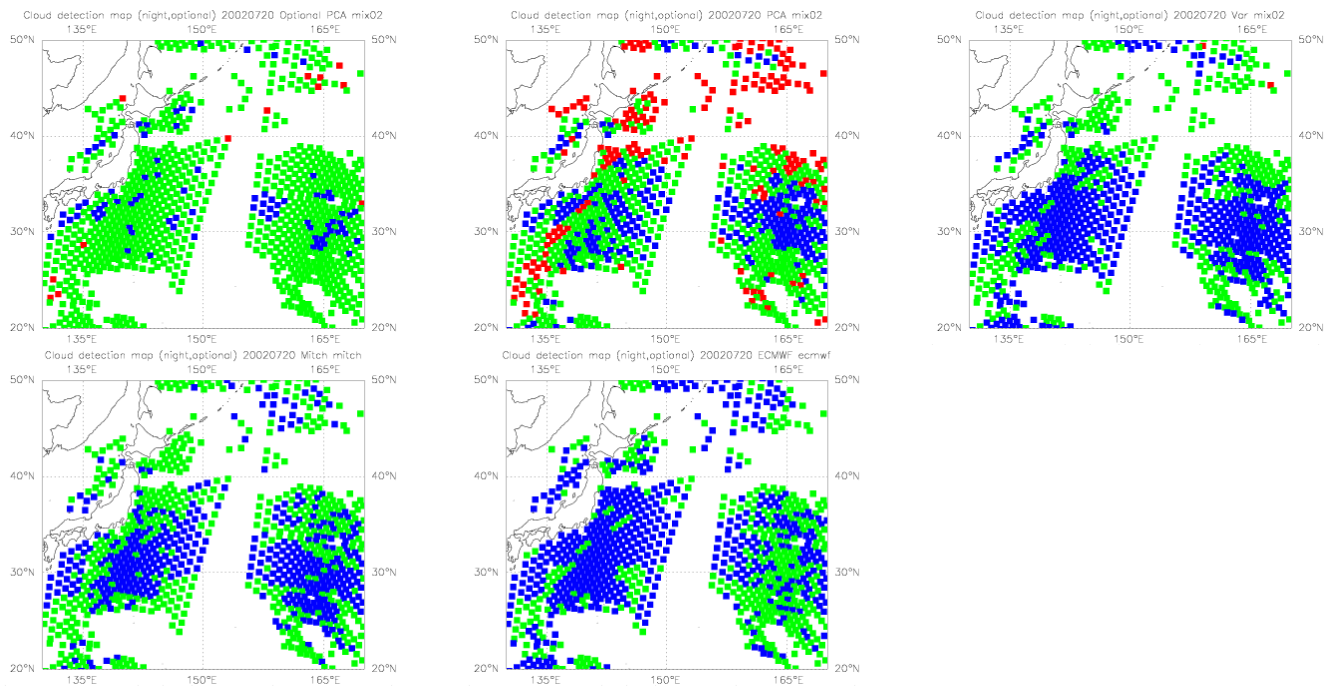 Cloud detection map (night,optional) 20020720 Optional PCA mix02
135°E 150°E 165°E
50°N 50°N
40°N 40°N
30°N 30°N
20°N 20°N
135°E 150°E 165°E
Cloud detection map (night,optional) 20020720 PCA mix02
135°E 150°E 165°E
50°N 50°N
40°N 40°N
30°N 30°N
20°N 20°N
135°E 150°E 165°E
Cloud detection map (night,optional) 20020720 Var mix02
135°E 150°E 165°E
50°N 50°N
40°N 40°N
30°N 30°N
20°N 20°N
135°E 150°E 165°E
Cloud detection map (night,optional) 20020720 Mitch mitch
135°E 150°E 165°E
50°N 50°N
40°N 40°N
30°N 30°N
20°N 20°N
135°E 150°E 165°E
Cloud detection map (night,optional) 20020720 ECMWF ecmwf
135°E 150°E 165°E
50°N 50°N
40°N 40°N
30°N 30°N
20°N 20°N
135°E 150°E 165°E